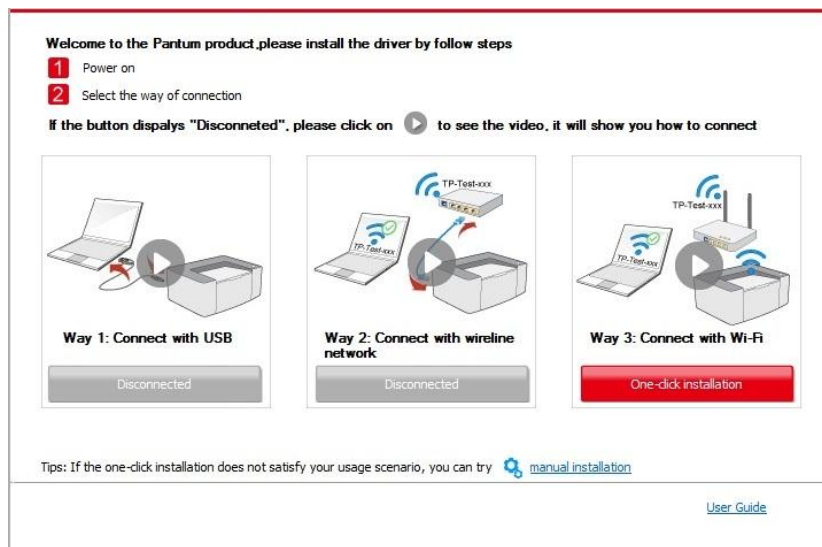 Welcome to the Pantum product,please install the driver by follow steps
1 Power on
2 Select the way of connection
If the button dispalys "Disconneted", please click on to see the video, it will show you how to connect
TP-Test-xxx
Way 1: Connect with USB
Disconnected
TP-Test-xxx
TP-Test-xxx
Way 2: Connect with wireline
network
Disconnected
TP-Test-xxx
TP-Test-xxx
Way 3: Connect with Wi-Fi
One-click installation
Tips: If the one-click installation does not satisfy your usage scenario, you can try manual installation
User Guide